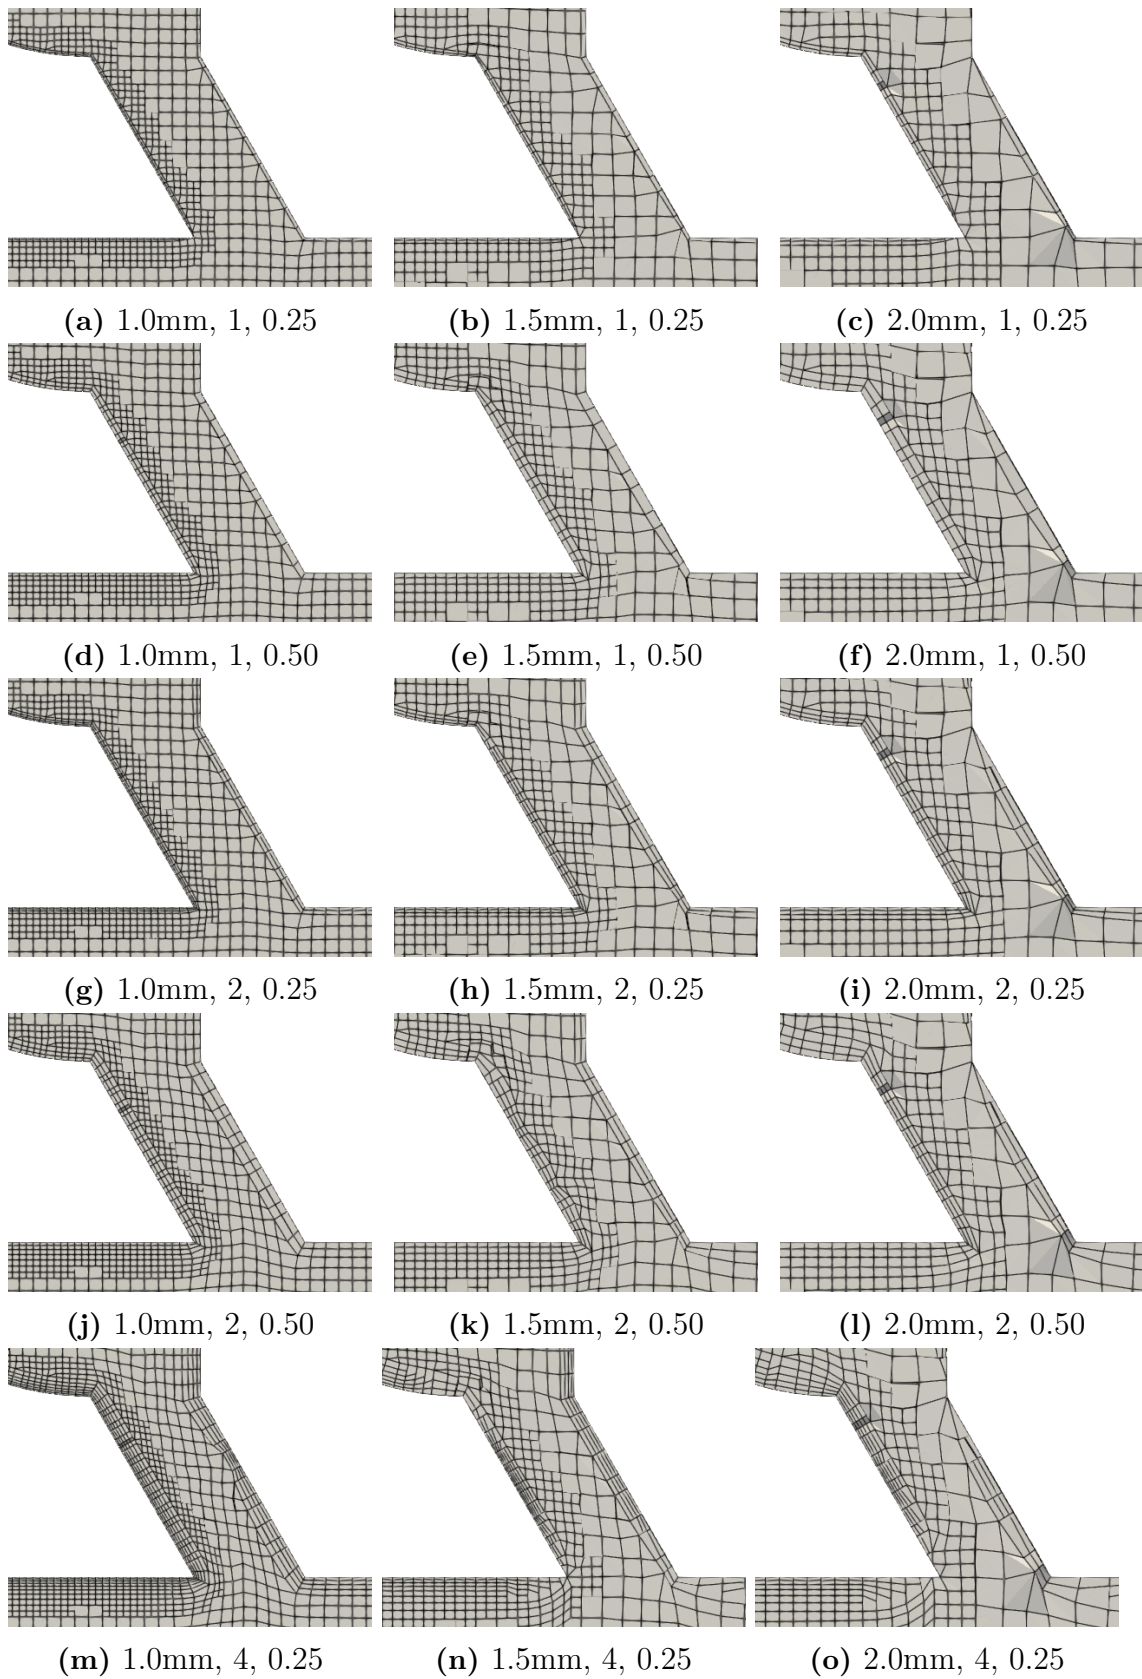 (a) 1.0mm, 1, 0.25 (b) 1.5mm, 1, 0.25 (c) 2.0mm, 1, 0.25
(d) 1.0mm, 1, 0.50 (e) 1.5mm, 1, 0.50 (f) 2.0mm, 1, 0.50
(g) 1.0mm, 2, 0.25 (h) 1.5mm, 2, 0.25 (i) 2.0mm, 2, 0.25
(j) 1.0mm, 2, 0.50 (k) 1.5mm, 2, 0.50 (l) 2.0mm, 2, 0.50
(m) 1.0mm, 4, 0.25 (n) 1.5mm, 4, 0.25 (o) 2.0mm, 4, 0.25